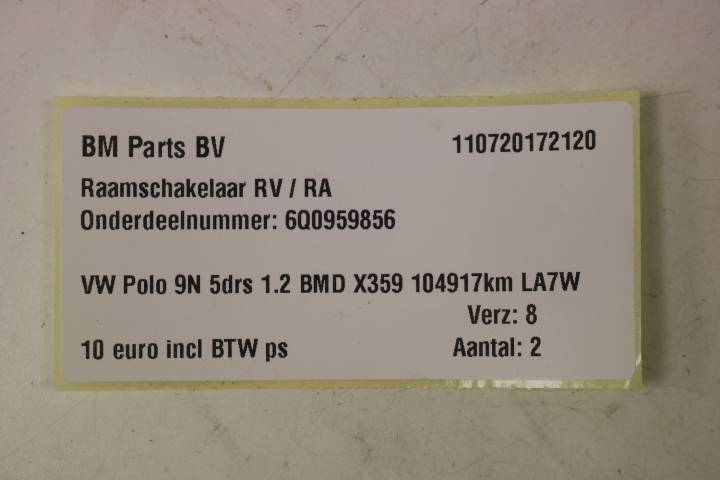 BM Parts BV 110720172120
Raamschakelaar RV / RA
Onderdeelnummer: 6Q0959856
VW Polo 9N 5drs 1.2 BMD X359 104917km LA7W
Verz: 8
10 euro incl BTW ps Aantal: 2